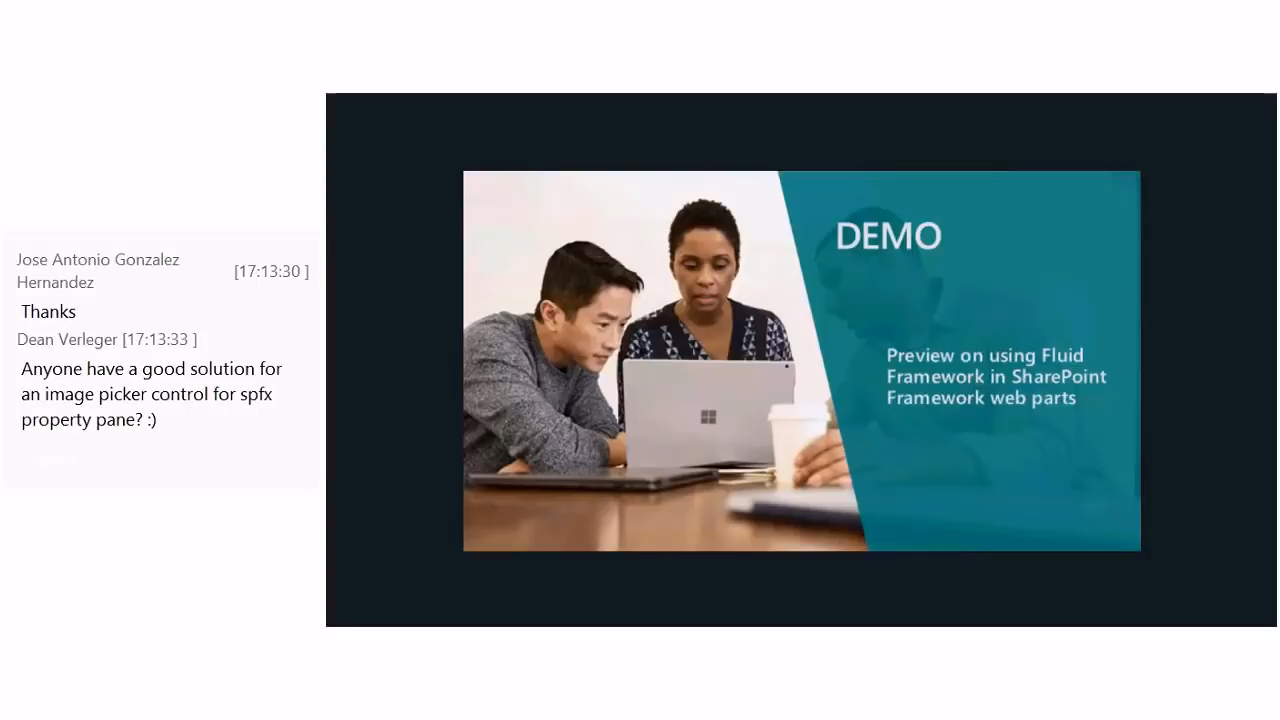 Jose Antonio Gonzalez
Hernandez
[17:13:30 ]
Thanks
Dean Verleger [17:13:33 ]
Anyone have a good solution for
an image picker control for spfx
property pane? :)
DEMO
Preview on using Fluid
Framework in SharePoint
Framework web parts